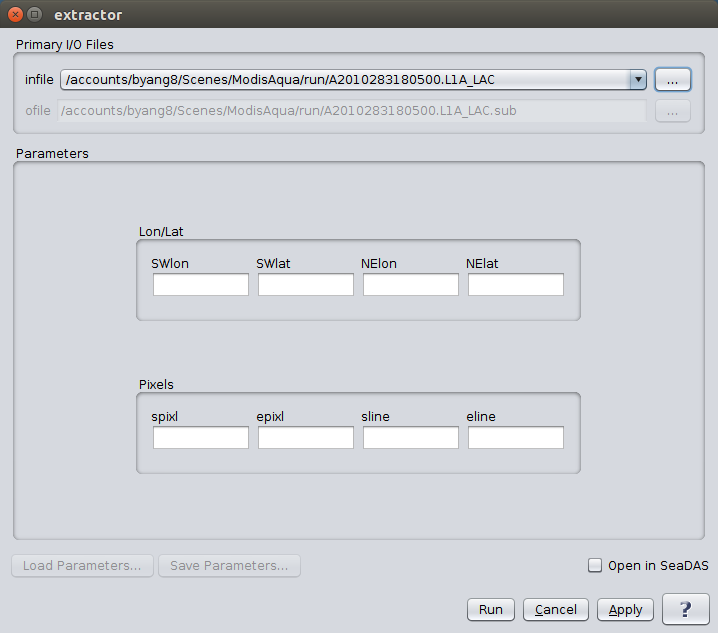 extractor
Primary I/O Files
infile /accounts/byang8/Scenes/ModisAqua/run/A2010283180500.L1A_LAC ...
ofile /accounts/byang8/Scenes/ModisAqua/run/A2010283180500.L1A_LAC.sub ...
Parameters
Lon/Lat
SWlon SWlat NElon NElat
Pixels
spixl epixl sline eline
Load Parameters... Save Parameters... Open in SeaDAS
Run Cancel Apply ?